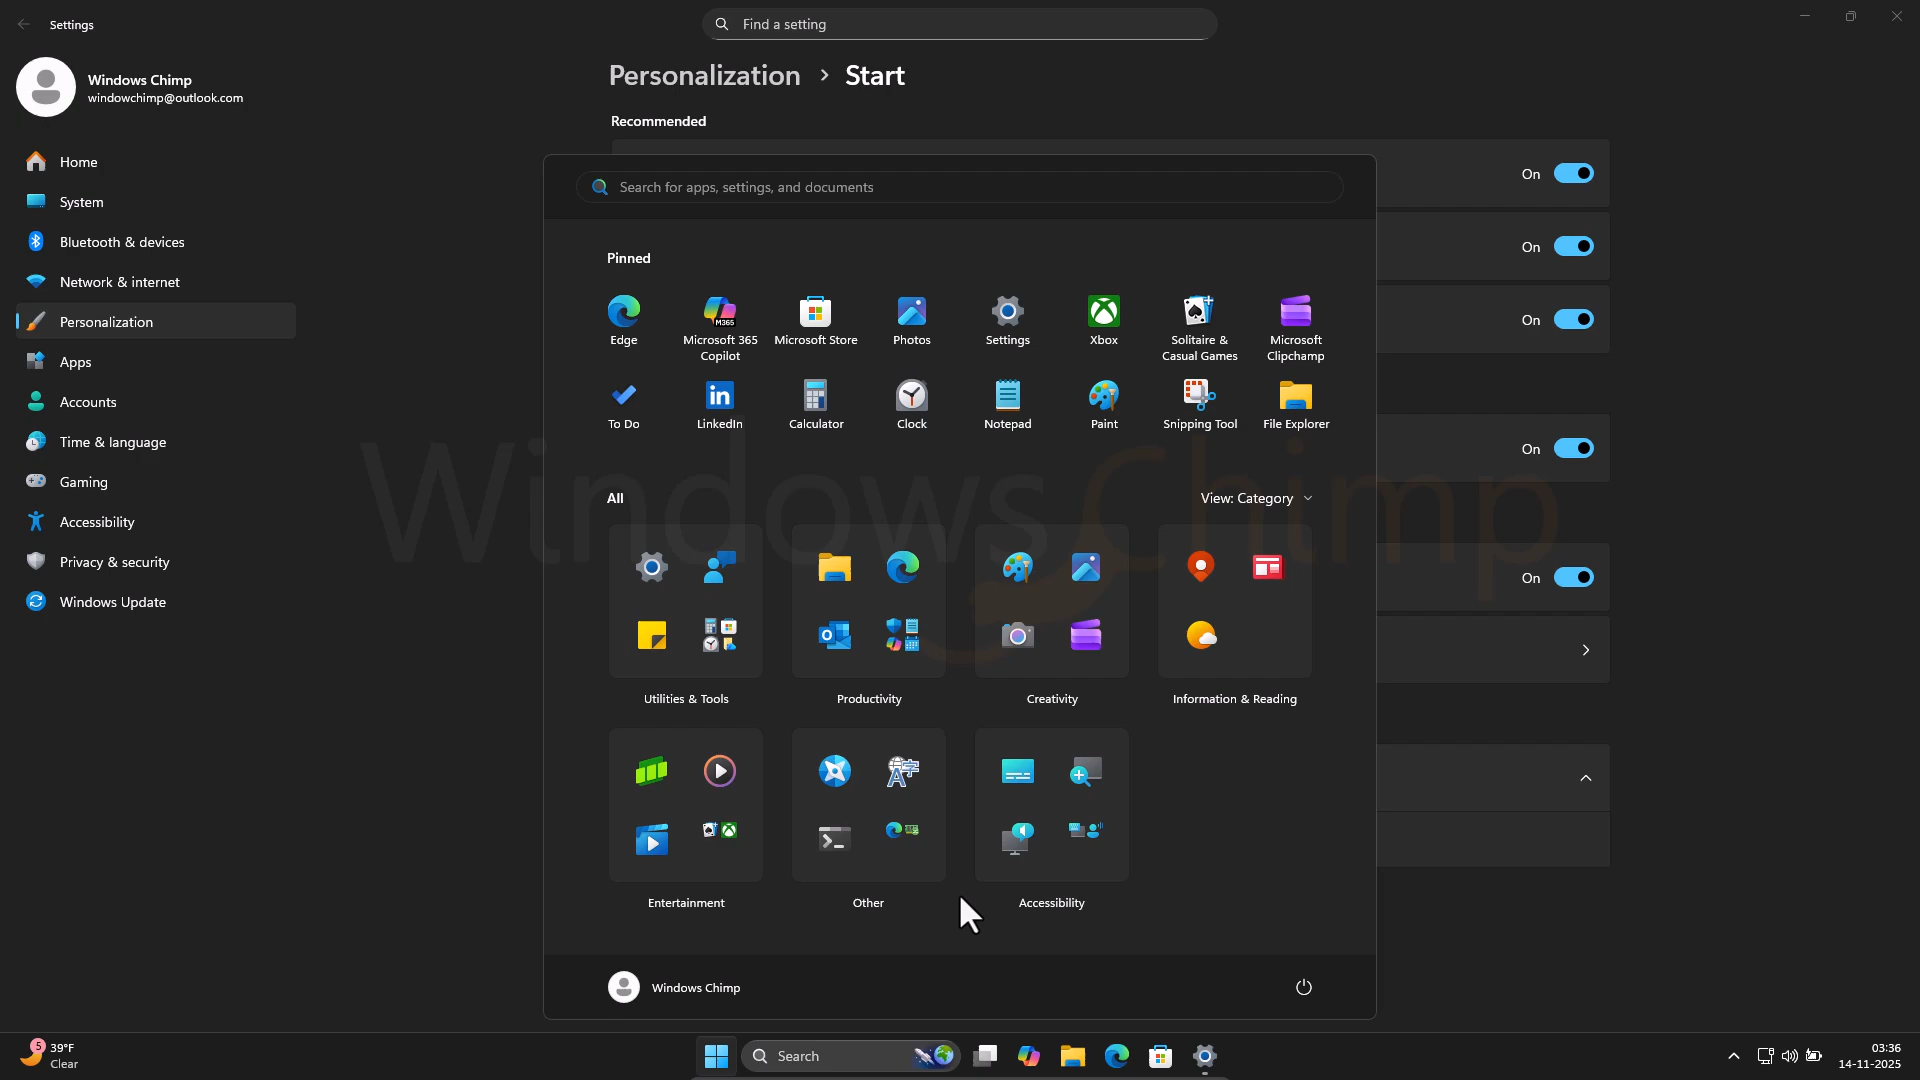 Settings
Find a setting
Windows Chimp
windowchimp@outlook.com
Home
System
Bluetooth & devices
Network & internet
Personalization
Apps
Accounts
Time & language
Gaming
Accessibility
Privacy & security
Windows Update
Personalization > Start
Recommended
On
On
On
On
On
Search for apps, settings, and documents
Pinned
Edge
Microsoft 365
Copilot
Microsoft Store
Photos
Settings
Xbox
Solitaire &
Casual Games
Microsoft
Clipchamp
To Do
LinkedIn
Calculator
Clock
Notepad
Paint
Snipping Tool
File Explorer
All
View: Category
Utilities & Tools
Productivity
Creativity
Information & Reading
Entertainment
Other
Accessibility
Windows Chimp
WindowsChimp
5
39°F
Clear
Search
03:36
14-11-2025
M365
in